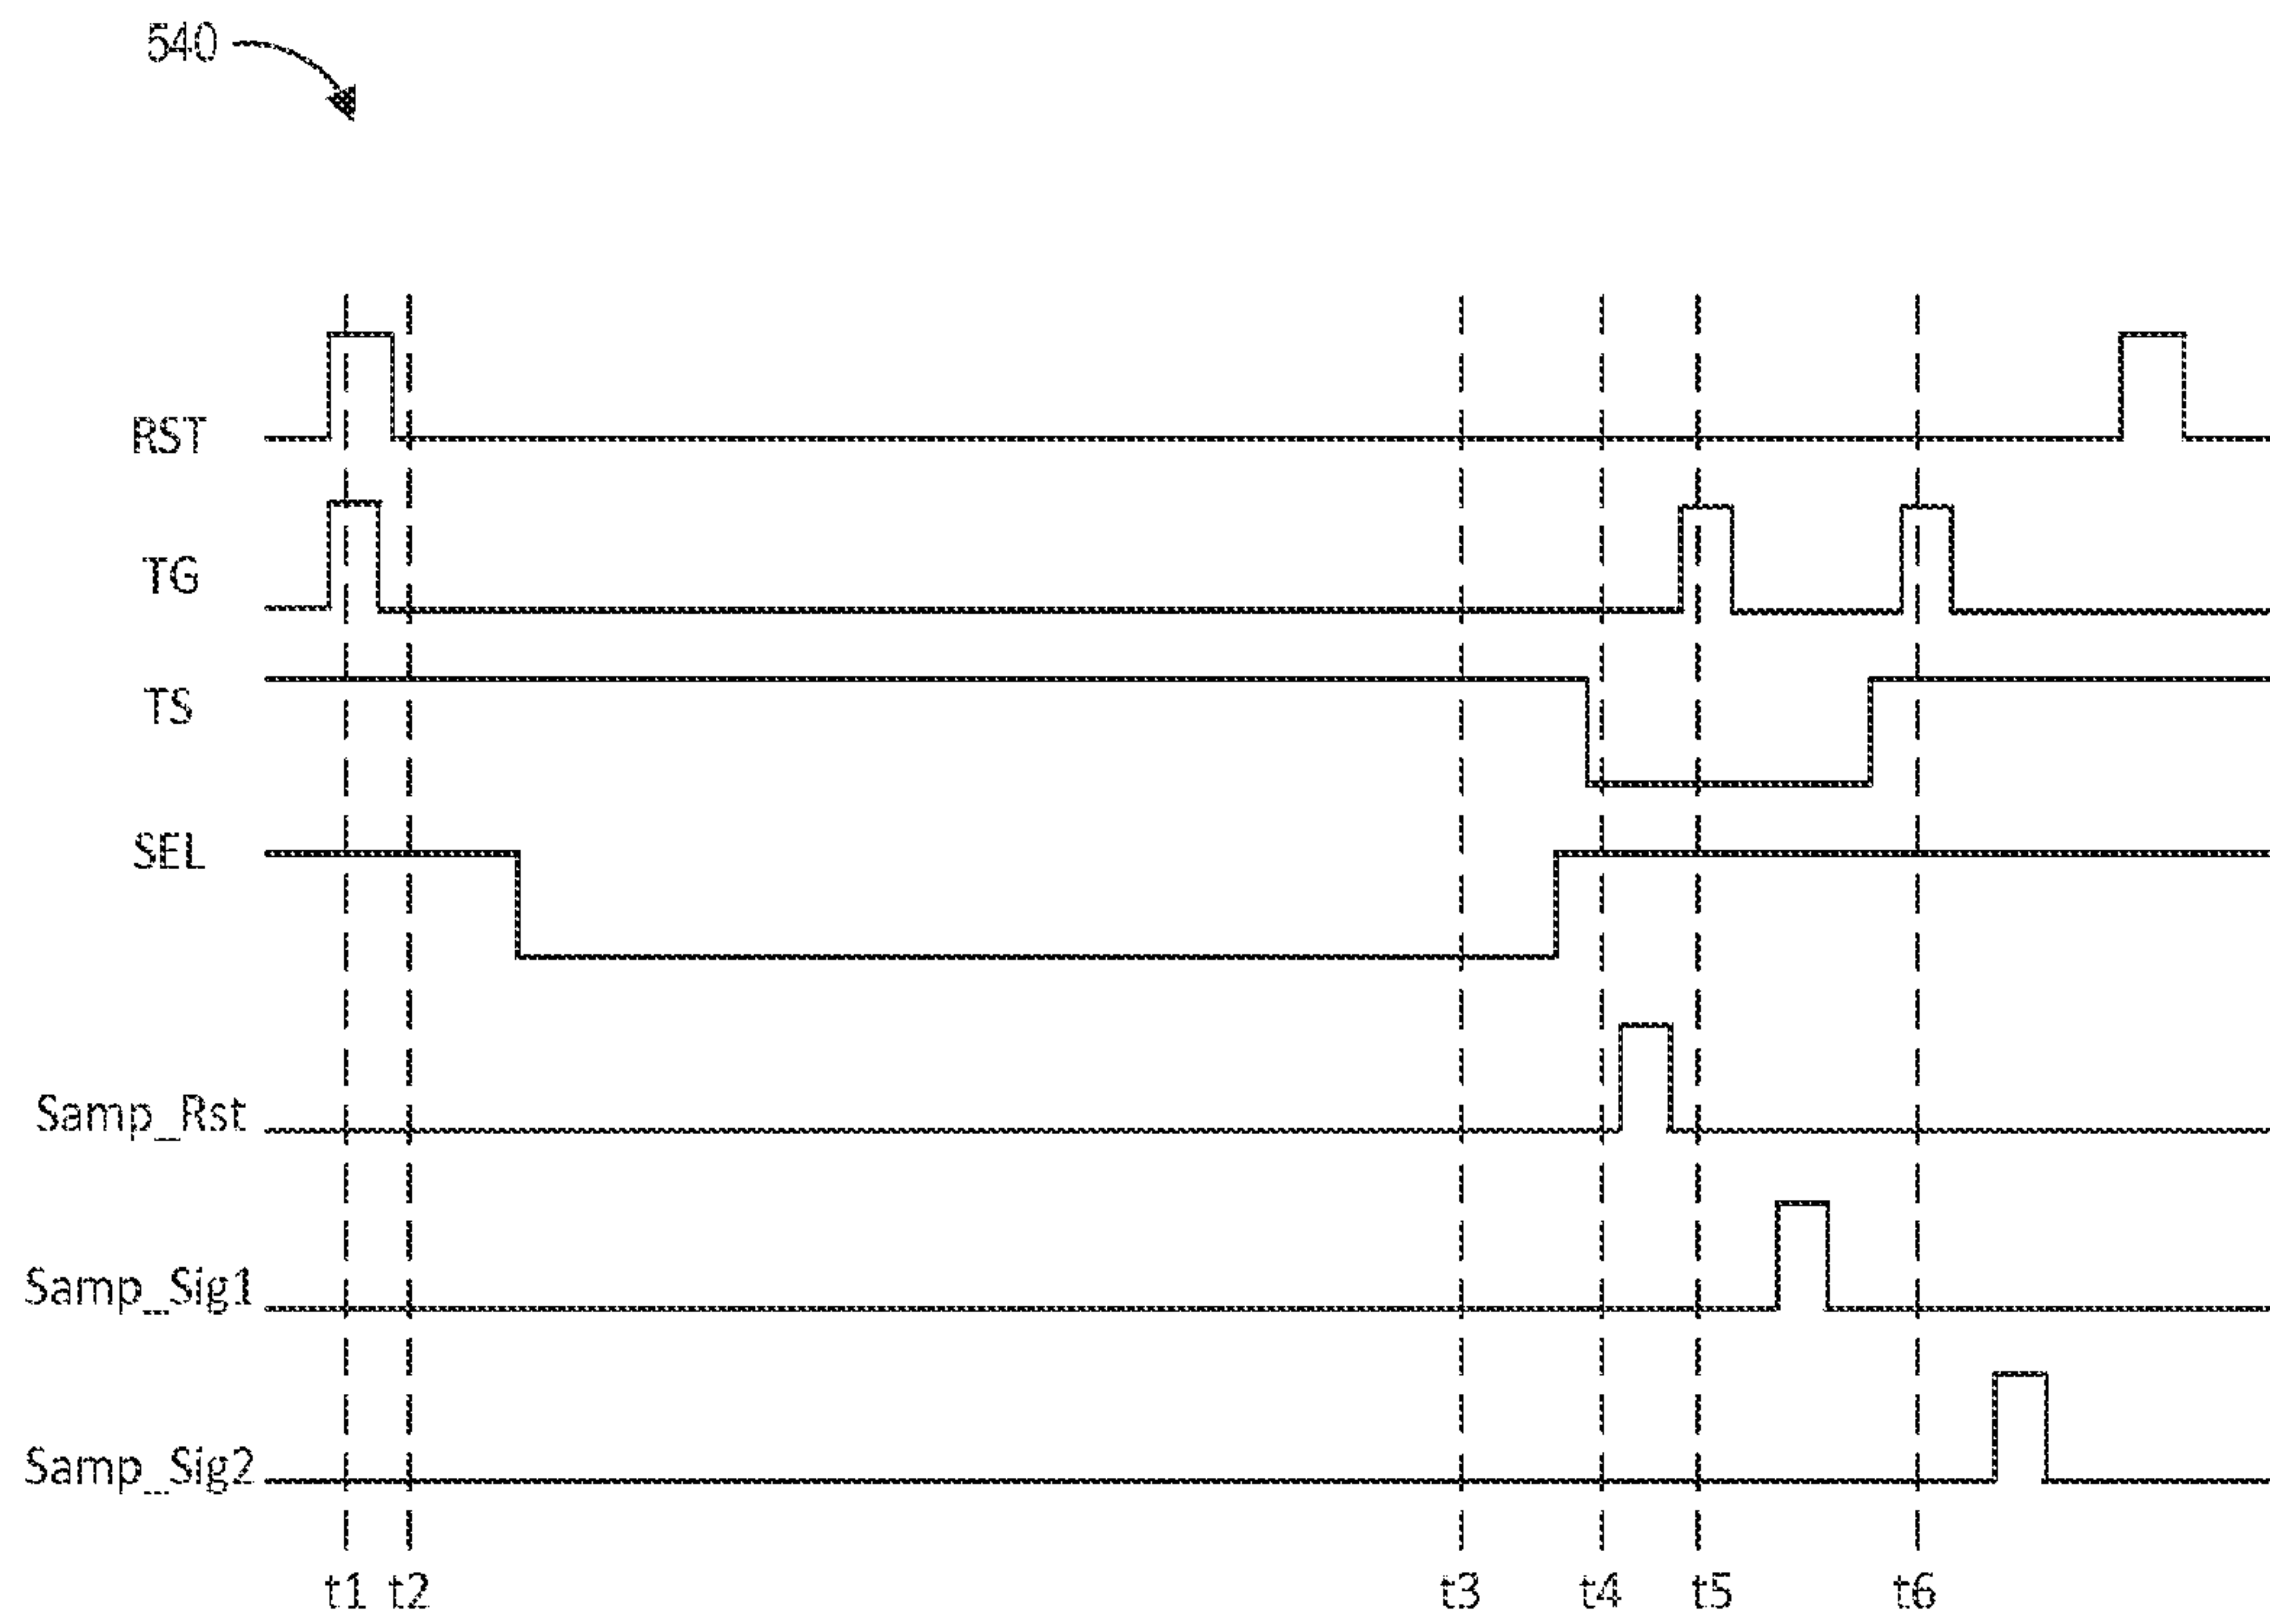 540
RST
TG
TS
SEL
Samp_Rst
Samp_Sig1
Samp_Sig2
t1 t2 t3 t4 t5 t6